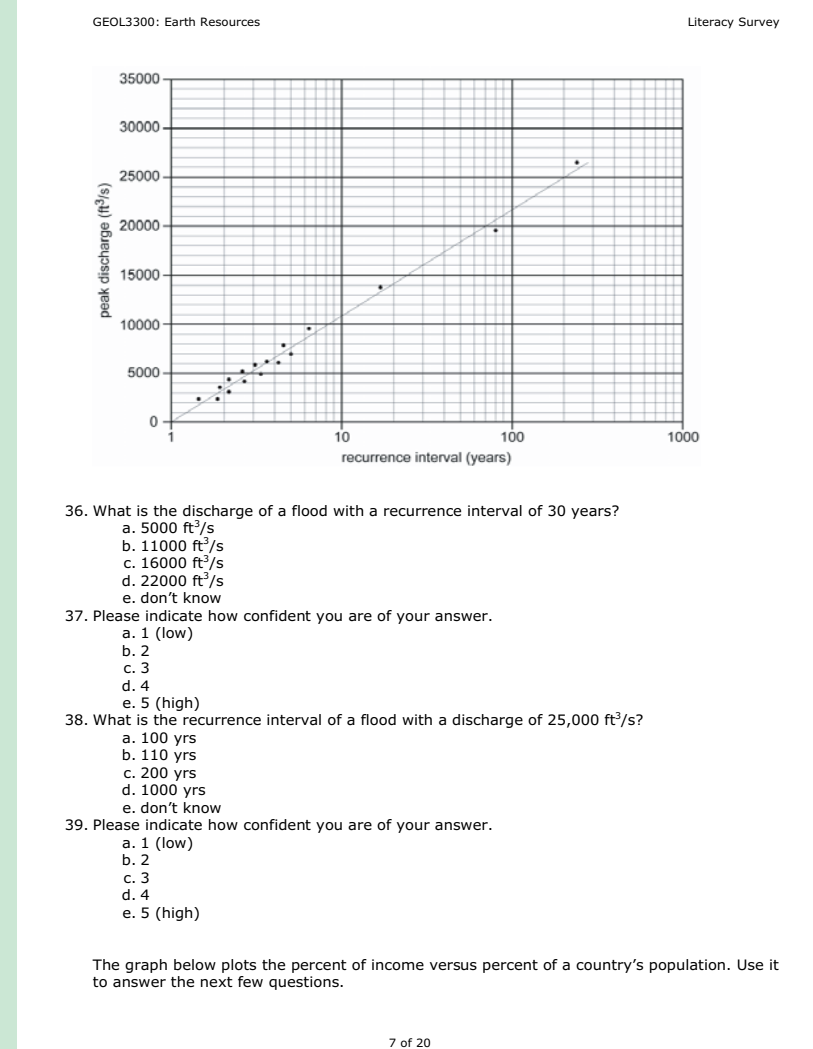 GEOL3300: Earth Resources
Literacy Survey
35000
30000
25000
20000
15000
10000
5000
0
peak discharge (ft³/s)
1
10
100
1000
recurrence interval (years)
36. What is the discharge of a flood with a recurrence interval of 30 years?
a. 5000 ft³/s
b. 11000 ft³/s
c. 16000 ft³/s
d. 22000 ft³/s
e. don’t know
37. Please indicate how confident you are of your answer.
a. 1 (low)
b. 2
c. 3
d. 4
e. 5 (high)
38. What is the recurrence interval of a flood with a discharge of 25,000 ft³/s?
a. 100 yrs
b. 110 yrs
c. 200 yrs
d. 1000 yrs
e. don’t know
39. Please indicate how confident you are of your answer.
a. 1 (low)
b. 2
c. 3
d. 4
e. 5 (high)
The graph below plots the percent of income versus percent of a country’s population. Use it
to answer the next few questions.
7 of 20